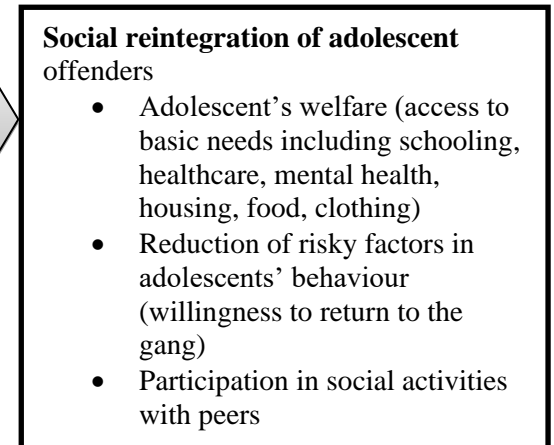 Social reintegration of adolescent
offenders
• Adolescent’s welfare (access to
basic needs including schooling,
healthcare, mental health,
housing, food, clothing)
• Reduction of risky factors in
adolescents’ behaviour
(willingness to return to the
gang)
• Participation in social activities
with peers